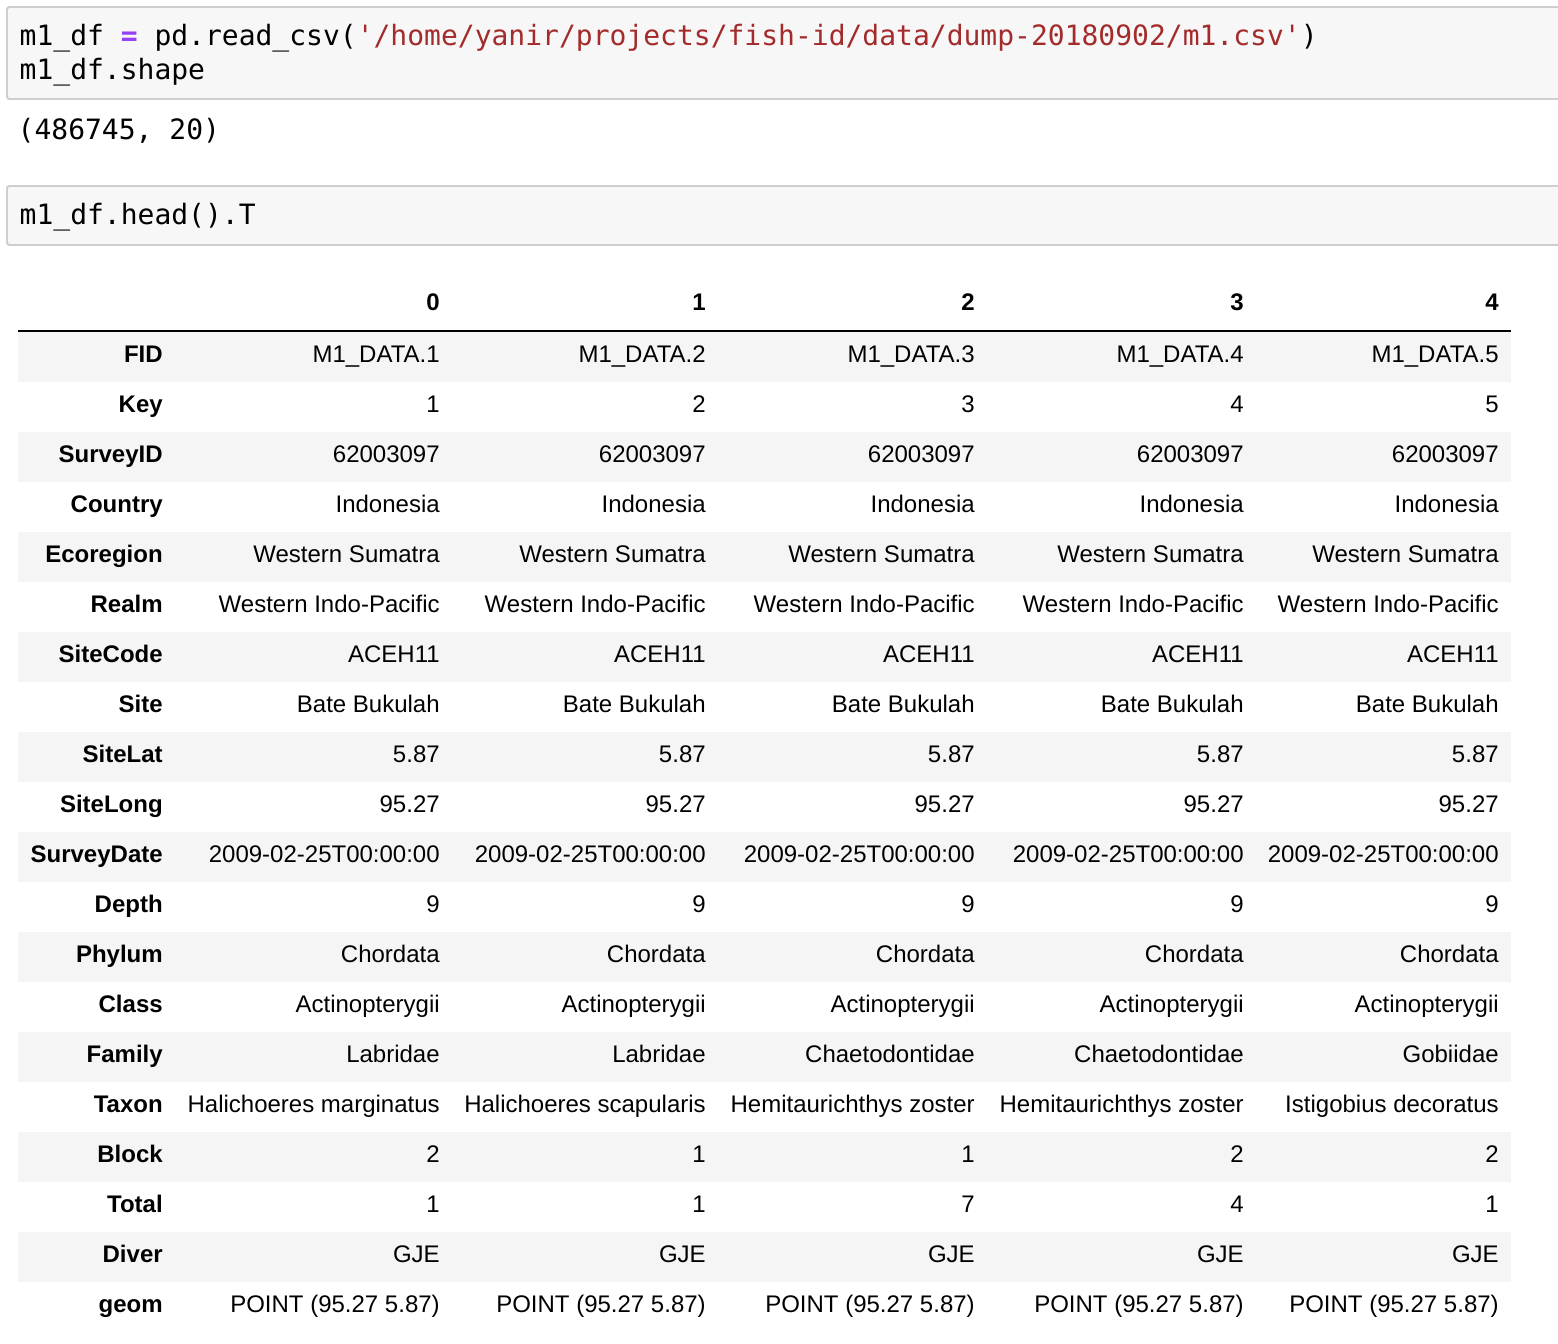 m1_df = pd.read_csv('/home/yanir/projects/fish-id/data/dump-20180902/m1.csv')
m1_df.shape
(486745, 20)
m1_df.head().T
0 1 2 3 4
FID M1_DATA.1 M1_DATA.2 M1_DATA.3 M1_DATA.4 M1_DATA.5
Key 1 2 3 4 5
SurveyID 62003097 62003097 62003097 62003097 62003097
Country Indonesia Indonesia Indonesia Indonesia Indonesia
Ecoregion Western Sumatra Western Sumatra Western Sumatra Western Sumatra Western Sumatra
Realm Western Indo-Pacific Western Indo-Pacific Western Indo-Pacific Western Indo-Pacific Western Indo-Pacific
SiteCode ACEH11 ACEH11 ACEH11 ACEH11 ACEH11
Site Bate Bukulah Bate Bukulah Bate Bukulah Bate Bukulah Bate Bukulah
SiteLat 5.87 5.87 5.87 5.87 5.87
SiteLong 95.27 95.27 95.27 95.27 95.27
SurveyDate 2009-02-25T00:00:00 2009-02-25T00:00:00 2009-02-25T00:00:00 2009-02-25T00:00:00 2009-02-25T00:00:00
Depth 9 9 9 9 9
Phylum Chordata Chordata Chordata Chordata Chordata
Class Actinopterygii Actinopterygii Actinopterygii Actinopterygii Actinopterygii
Family Labridae Labridae Chaetodontidae Chaetodontidae Gobiidae
Taxon Halichoeres marginatus Halichoeres scapularis Hemitaurichthys zoster Hemitaurichthys zoster Istigobius decoratus
Block 2 1 1 2 2
Total 1 1 7 4 1
Diver GJE GJE GJE GJE GJE
geom POINT (95.27 5.87) POINT (95.27 5.87) POINT (95.27 5.87) POINT (95.27 5.87) POINT (95.27 5.87)